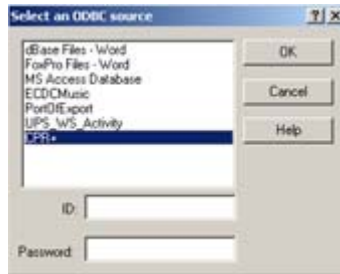 Select an ODBC source
dBase Files - Word
FoxPro Files - Word
MS Access Database
ECDCMusic
PortOfExport
UPS_WS_Activity
CPR+
OK
Cancel
Help
ID:
Password: